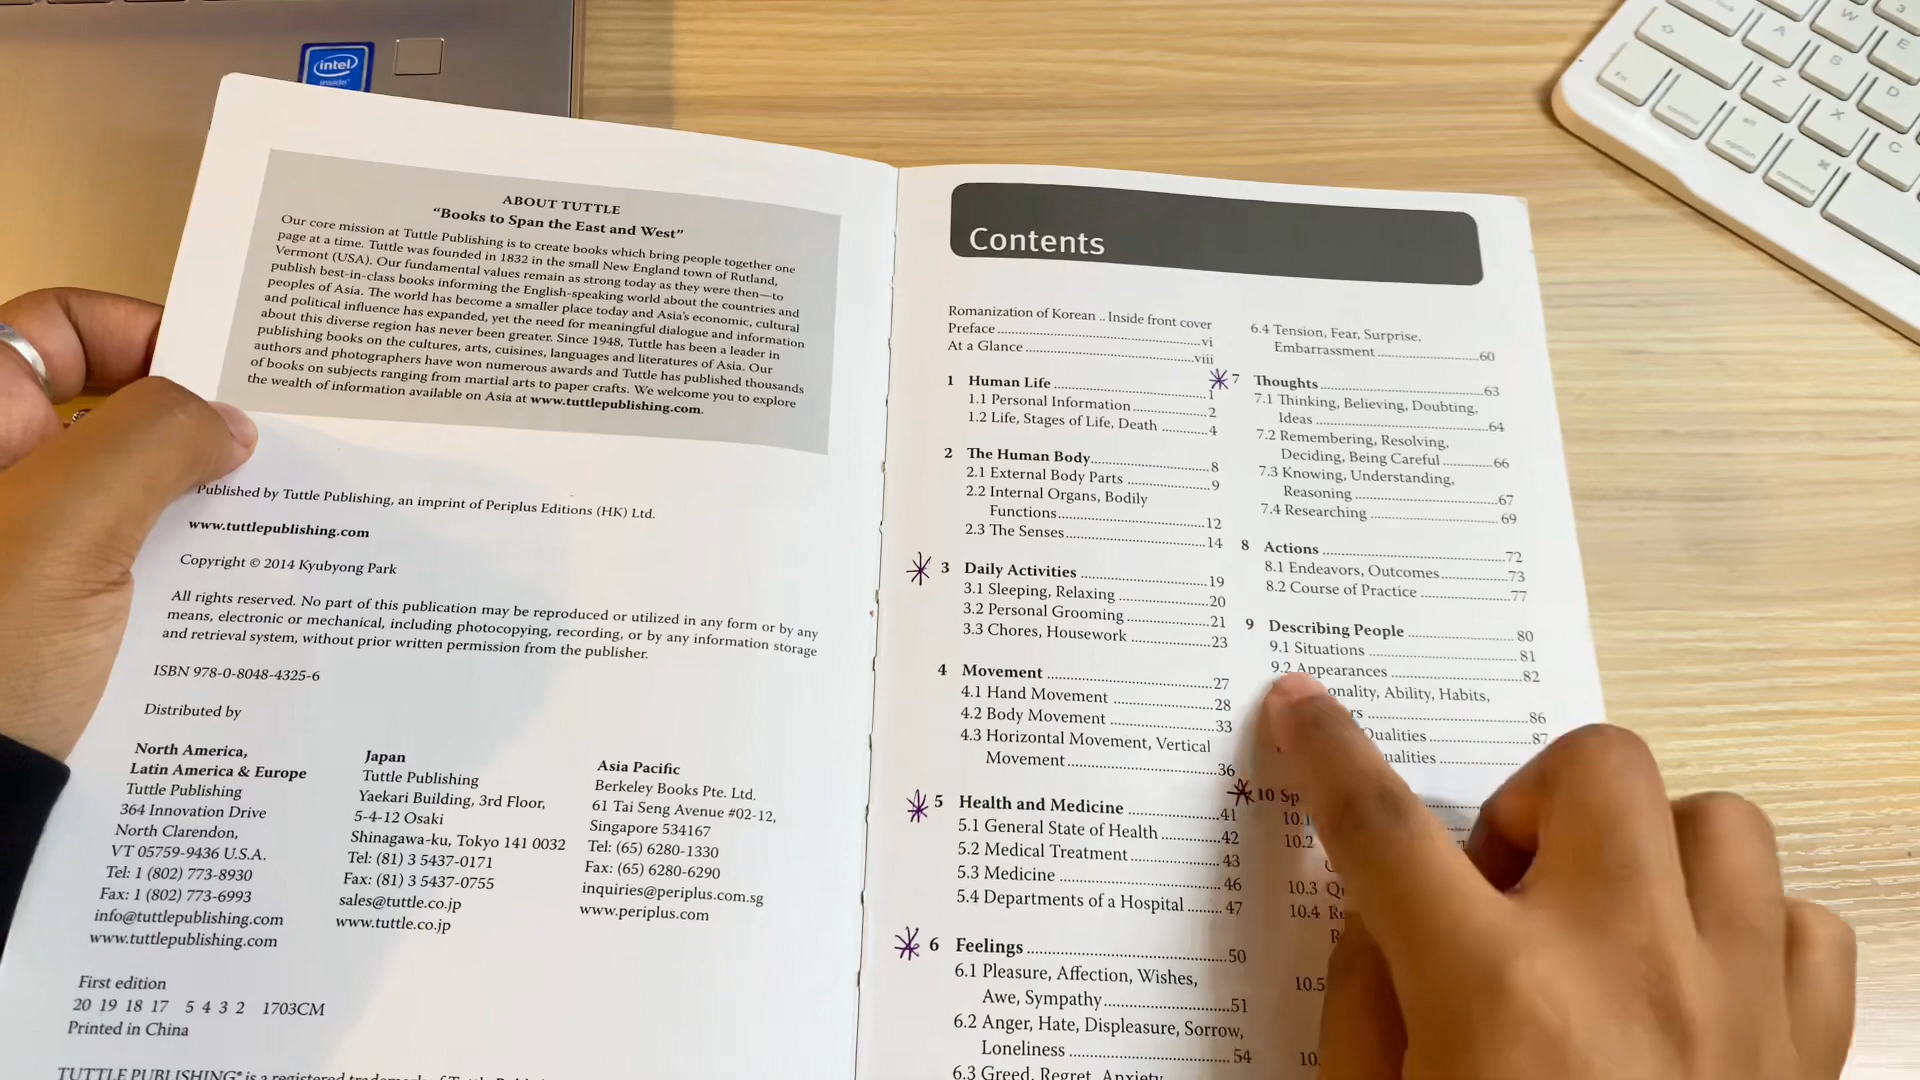 intel
inside
ABOUT TUTTLE
“Books to Span the East and West”
Our core mission at Tuttle Publishing is to create books which bring people together one
page at a time. Tuttle was founded in 1832 in the small New England town of Rutland,
Vermont (USA). Our fundamental values remain as strong today as they were then—to
publish best-in-class books informing the English-speaking world about the countries and
peoples of Asia. The world has become a smaller place today and Asia’s economic, cultural
and political influence has expanded, yet the need for meaningful dialogue and information
about this diverse region has never been greater. Since 1948, Tuttle has been a leader in
publishing books on the cultures, arts, cuisines, languages and literatures of Asia. Our
authors and photographers have won numerous awards and Tuttle has published thousands
of books on subjects ranging from martial arts to paper crafts. We welcome you to explore
the wealth of information available on Asia at www.tuttlepublishing.com.
Published by Tuttle Publishing, an imprint of Periplus Editions (HK) Ltd.
www.tuttlepublishing.com
Copyright © 2014 Kyubyong Park
All rights reserved. No part of this publication may be reproduced or utilized in any form or by any
means, electronic or mechanical, including photocopying, recording, or by any information storage
and retrieval system, without prior written permission from the publisher.
ISBN 978-0-8048-4325-6
Distributed by
North America,
Latin America & Europe
Tuttle Publishing
364 Innovation Drive
North Clarendon,
VT 05759-9436 U.S.A.
Tel: 1 (802) 773-8930
Fax: 1 (802) 773-6993
info@tuttlepublishing.com
www.tuttlepublishing.com
Japan
Tuttle Publishing
Yaekari Building, 3rd Floor,
5-4-12 Osaki
Shinagawa-ku, Tokyo 141 0032
Tel: (81) 3 5437-0171
Fax: (81) 3 5437-0755
sales@tuttle.co.jp
www.tuttle.co.jp
Asia Pacific
Berkeley Books Pte. Ltd.
61 Tai Seng Avenue #02-12,
Singapore 534167
Tel: (65) 6280-1330
Fax: (65) 6280-6290
inquiries@periplus.com.sg
www.periplus.com
First edition
20 19 18 17 5 4 3 2 1703CM
Printed in China
TUTTLE PUBLISHING® is a registered trademark of Tuttle
Contents
Romanization of Korean .. Inside front cover
Preface ... vi
At a Glance ... viii
1 Human Life ... 1
1.1 Personal Information ... 2
1.2 Life, Stages of Life, Death ... 4
2 The Human Body ... 8
2.1 External Body Parts ... 9
2.2 Internal Organs, Bodily
Functions ... 12
2.3 The Senses ... 14
3 Daily Activities ... 19
3.1 Sleeping, Relaxing ... 20
3.2 Personal Grooming ... 21
3.3 Chores, Housework ... 23
4 Movement ... 27
4.1 Hand Movement ... 28
4.2 Body Movement ... 33
4.3 Horizontal Movement, Vertical
Movement ... 36
5 Health and Medicine ... 41
5.1 General State of Health ... 42
5.2 Medical Treatment ... 43
5.3 Medicine ... 46
5.4 Departments of a Hospital ... 47
6 Feelings ... 50
6.1 Pleasure, Affection, Wishes,
Awe, Sympathy ... 51
6.2 Anger, Hate, Displeasure, Sorrow,
Loneliness ... 54
6.3 Greed, Regret, Anxiety
6.4 Tension, Fear, Surprise,
Embarrassment ... 60
7 Thoughts ... 63
7.1 Thinking, Believing, Doubting,
Ideas ... 64
7.2 Remembering, Resolving,
Deciding, Being Careful ... 66
7.3 Knowing, Understanding,
Reasoning ... 67
7.4 Researching ... 69
8 Actions ... 72
8.1 Endeavors, Outcomes ... 73
8.2 Course of Practice ... 77
9 Describing People ... 80
9.1 Situations ... 81
9.2 Appearances ... 82
onality, Ability, Habits,
rs ... 86
Qualities ... 87
ualities
10 Sp
10.1
10.2
10.3 Qu
10.4
10.5
10.
fn
control
alt
option
⌘
command
Z
X
C
A
S
D
W
E
3